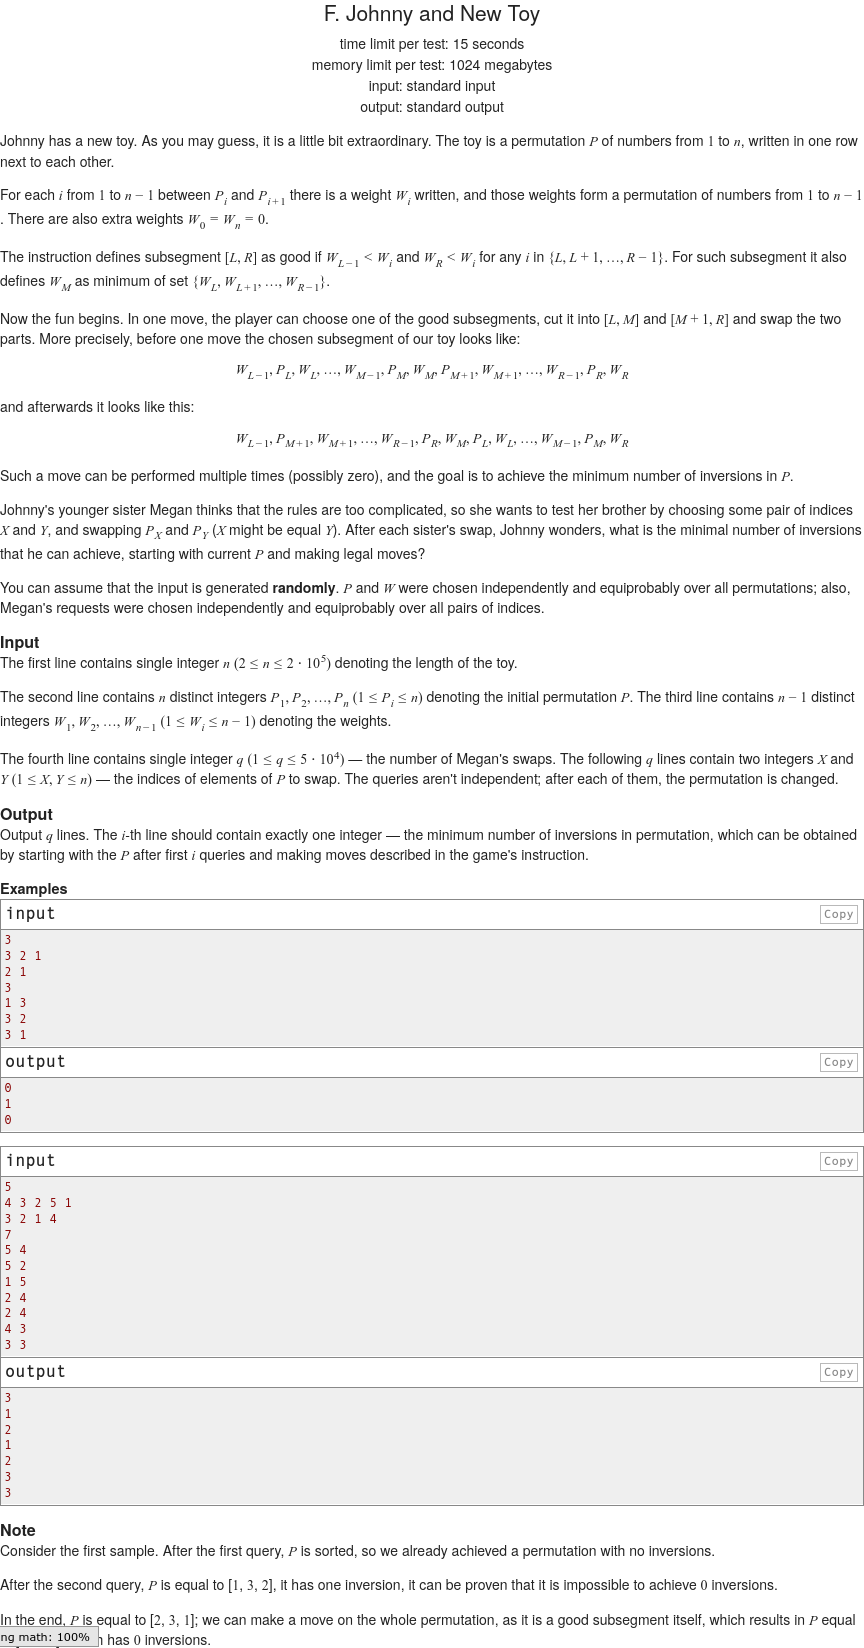 F. Johnny and New Toy
time limit per test: 15 seconds
memory limit per test: 1024 megabytes
input: standard input
output: standard output
Johnny has a new toy. As you may guess, it is a little bit extraordinary. The toy is a permutation P of numbers from 1 to n, written in one row
next to each other.
For each i from 1 to n − 1 between P_i and P_{i+1} there is a weight W_i written, and those weights form a permutation of numbers from 1 to n − 1
. There are also extra weights W_0 = W_n = 0.
The instruction defines subsegment [L, R] as good if W_{L−1} < W_i and W_R < W_i for any i in {L, L + 1, …, R − 1}. For such subsegment it also
defines W_M as minimum of set {W_L, W_{L+1}, …, W_{R−1}}.
Now the fun begins. In one move, the player can choose one of the good subsegments, cut it into [L, M] and [M + 1, R] and swap the two
parts. More precisely, before one move the chosen subsegment of our toy looks like:
W_{L−1}, P_L, W_L, …, W_{M−1}, P_M, W_M, P_{M+1}, W_{M+1}, …, W_{R−1}, P_R, W_R
and afterwards it looks like this:
W_{L−1}, P_{M+1}, W_{M+1}, …, W_{R−1}, P_R, W_M, P_L, W_L, …, W_{M−1}, P_M, W_R
Such a move can be performed multiple times (possibly zero), and the goal is to achieve the minimum number of inversions in P.
Johnny's younger sister Megan thinks that the rules are too complicated, so she wants to test her brother by choosing some pair of indices
X and Y, and swapping P_X and P_Y (X might be equal Y). After each sister's swap, Johnny wonders, what is the minimal number of inversions
that he can achieve, starting with current P and making legal moves?
You can assume that the input is generated randomly. P and W were chosen independently and equiprobably over all permutations; also,
Megan's requests were chosen independently and equiprobably over all pairs of indices.
Input
The first line contains single integer n (2 ≤ n ≤ 2 · 10^5) denoting the length of the toy.
The second line contains n distinct integers P_1, P_2, …, P_n (1 ≤ P_i ≤ n) denoting the initial permutation P. The third line contains n − 1 distinct
integers W_1, W_2, …, W_{n−1} (1 ≤ W_i ≤ n − 1) denoting the weights.
The fourth line contains single integer q (1 ≤ q ≤ 5 · 10^4) — the number of Megan's swaps. The following q lines contain two integers X and
Y (1 ≤ X, Y ≤ n) — the indices of elements of P to swap. The queries aren't independent; after each of them, the permutation is changed.
Output
Output q lines. The i-th line should contain exactly one integer — the minimum number of inversions in permutation, which can be obtained
by starting with the P after first i queries and making moves described in the game's instruction.
Examples
input
Copy
3
3 2 1
2 1
3
1 3
3 2
3 1
output
Copy
0
1
0
input
Copy
5
4 3 2 5 1
3 2 1 4
7
5 4
5 2
1 5
2 4
2 4
4 3
3 3
output
Copy
3
1
2
1
2
3
3
Note
Consider the first sample. After the first query, P is sorted, so we already achieved a permutation with no inversions.
After the second query, P is equal to [1, 3, 2], it has one inversion, it can be proven that it is impossible to achieve 0 inversions.
In the end, P is equal to [2, 3, 1]; we can make a move on the whole permutation, as it is a good subsegment itself, which results in P equal
ng math: 100%
has 0 inversions.